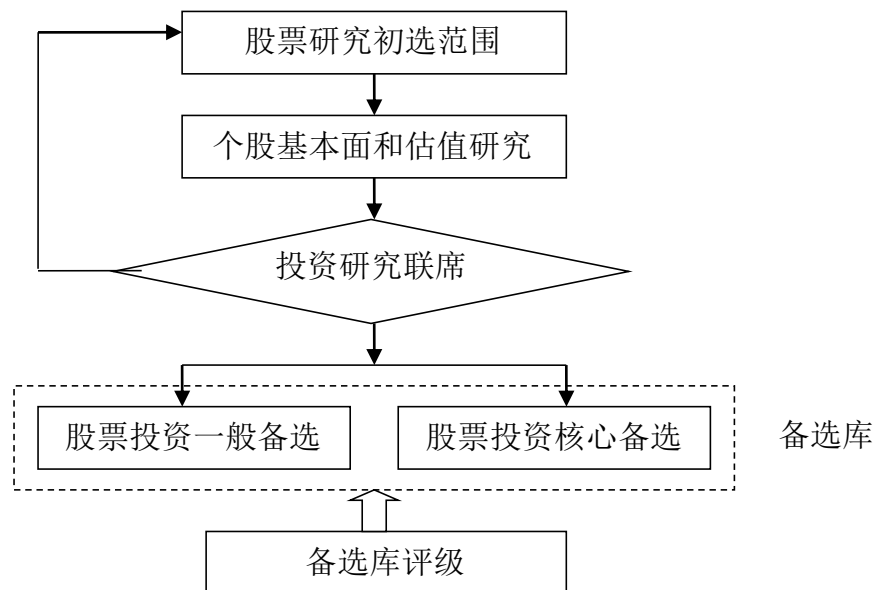 股票研究初选范围
个股基本面和估值研究
投资研究联席
股票投资一般备选
股票投资核心备选
备选库
备选库评级